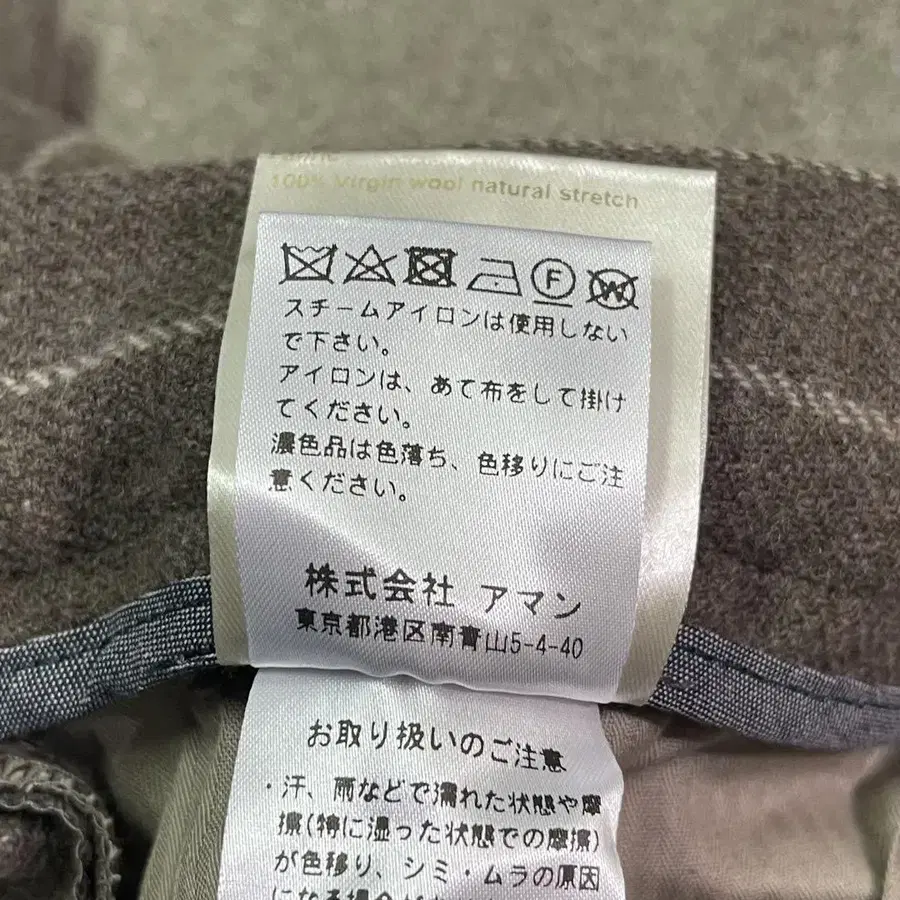 100% Virgin wool natural stretch
F
W
スチームアイロンは使用しない
で下さい。
アイロンは、あて布をして掛け
てください。
濃色品は色落ち、色移りにご注
意ください。
株式会社 アマン
東京都港区南青山5-4-40
お取り扱いのご注意
・汗、雨などで濡れた状態や摩
擦(特に湿った状態での摩擦)
が色移り、シミ・ムラの原因
になる場合が